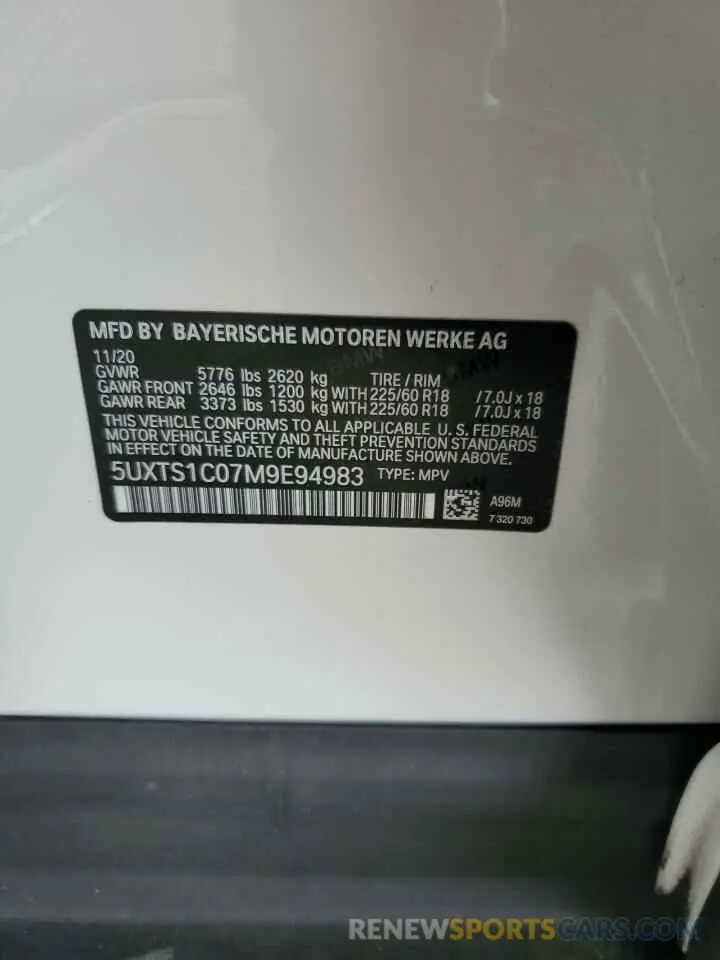 MFD BY BAYERISCHE MOTOREN WERKE AG
11/20
GVWR 5776 lbs 2620 kg TIRE / RIM
GAWR FRONT 2646 lbs 1200 kg WITH 225/60 R18 / 7.0J x 18
GAWR REAR 3373 lbs 1530 kg WITH 225/60 R18 / 7.0J x 18
THIS VEHICLE CONFORMS TO ALL APPLICABLE U. S. FEDERAL
MOTOR VEHICLE SAFETY AND THEFT PREVENTION STANDARDS
IN EFFECT ON THE DATE OF MANUFACTURE SHOWN ABOVE.
5UXTS1C07M9E94983 TYPE: MPV
A96M
7 320 730
RENEWSPORTSCARS.COM